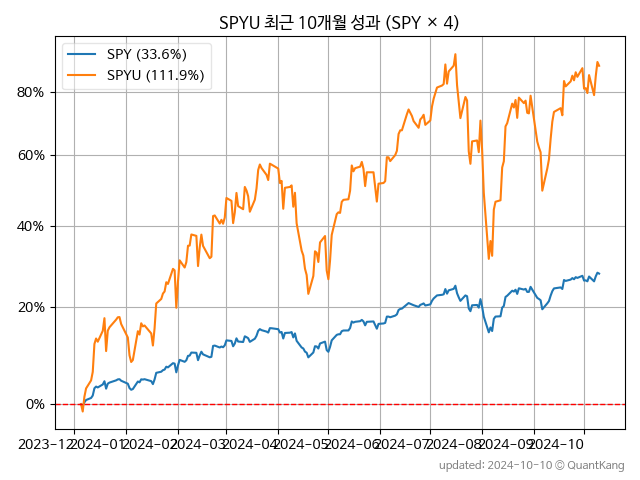 SPYU 최근 10개월 성과 (SPY × 4)
SPY (33.6%)
SPYU (111.9%)
80%
60%
40%
20%
0%
2023-12 2024-01 2024-02 2024-03 2024-04 2024-05 2024-06 2024-07 2024-08 2024-09 2024-10
updated: 2024-10-10 © QuantKang